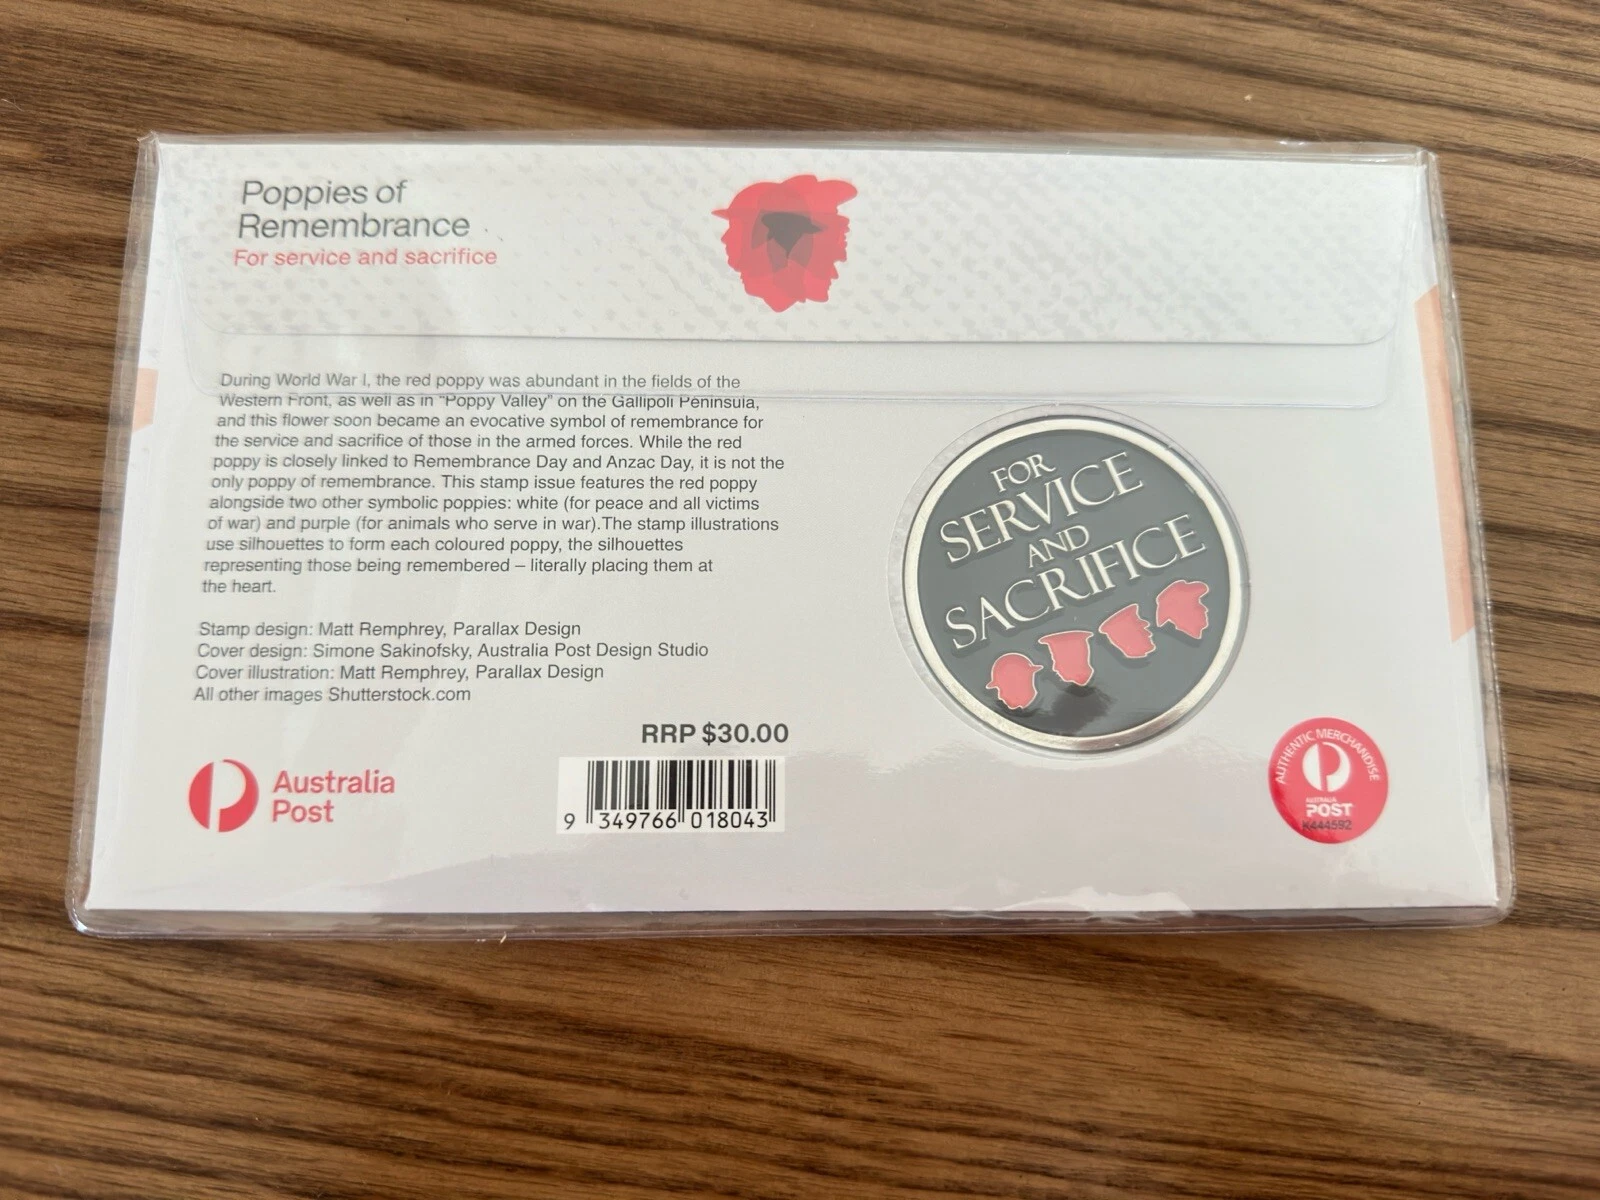 Poppies of
Remembrance
For service and sacrifice
During World War I, the red poppy was abundant in the fields of the
Western Front, as well as in "Poppy Valley" on the Gallipoli Peninsula,
and this flower soon became an evocative symbol of remembrance for
the service and sacrifice of those in the armed forces. While the red
poppy is closely linked to Remembrance Day and Anzac Day, it is not the
only poppy of remembrance. This stamp issue features the red poppy
alongside two other symbolic poppies: white (for peace and all victims
of war) and purple (for animals who serve in war).The stamp illustrations
use silhouettes to form each coloured poppy, the silhouettes
representing those being remembered – literally placing them at
the heart.
Stamp design: Matt Remphrey, Parallax Design
Cover design: Simone Sakinofsky, Australia Post Design Studio
Cover illustration: Matt Remphrey, Parallax Design
All other images Shutterstock.com
RRP $30.00
Australia
Post
9 349766 018043
FOR
SERVICE
AND
SACRIFICE
AUTHENTIC MERCHANDISE
AUSTRALIA
POST
K444592